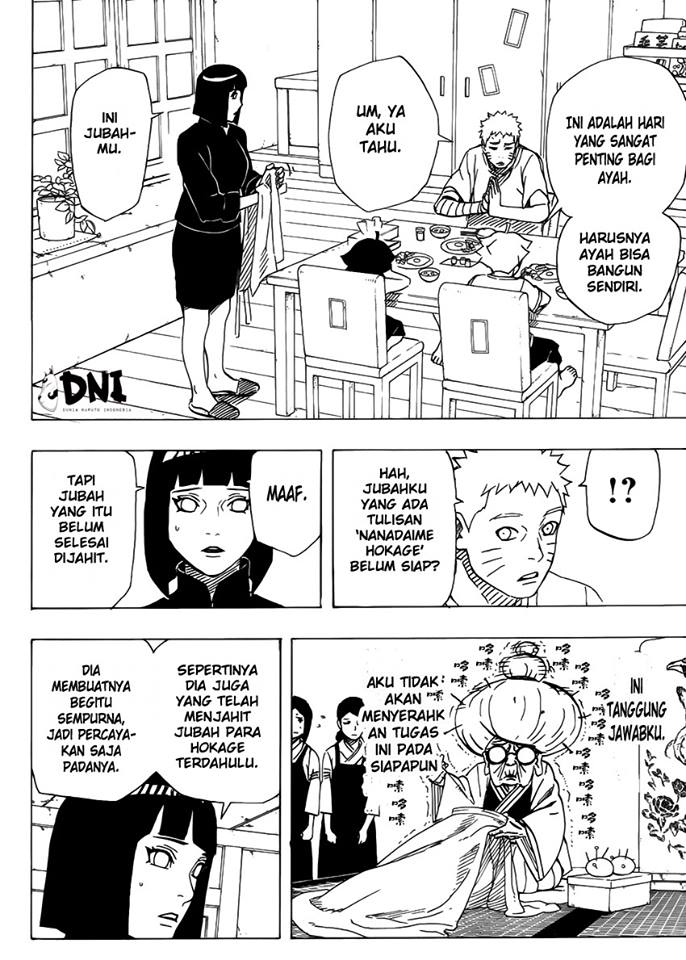 INI ADALAH HARI
YANG SANGAT
PENTING BAGI
AYAH.
HARUSNYA
AYAH BISA
BANGUN
SENDIRI.
UM, YA
AKU
TAHU.
INI
JUBAH-
MU.
DNI
DUNIA NARUTO INDONESIA
!?
HAH,
JUBAHKU
YANG ADA
TULISAN
'NANADAIME
HOKAGE'
BELUM SIAP?
MAAF.
TAPI
JUBAH
YANG ITU
BELUM
SELESAI
DIJAHIT.
INI
TANGGUNG
JAWABKU.
AKU TIDAK
AKAN
MENYERAHK
AN TUGAS
INI PADA
SIAPAPUN
SEPERTINYA
DIA JUGA
YANG TELAH
MENJAHIT
JUBAH PARA
HOKAGE
TERDAHULU.
DIA
MEMBUATNYA
BEGITU
SEMPURNA,
JADI PERCAYA-
KAN SAJA
PADANYA.